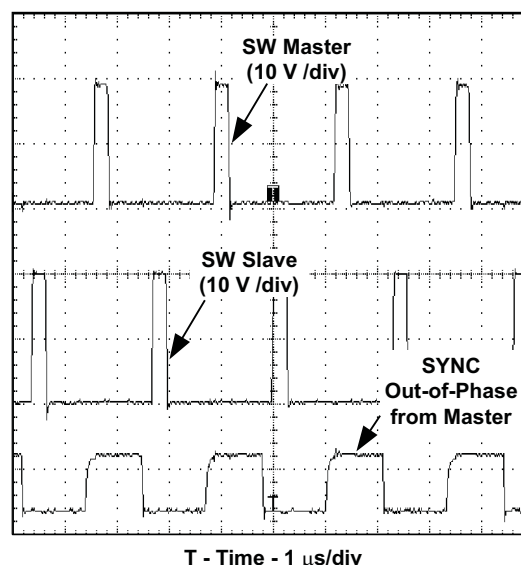 SW Master
(10 V /div)
SW Slave
(10 V /div)
SYNC
Out-of-Phase
from Master
T - Time - 1 μs/div